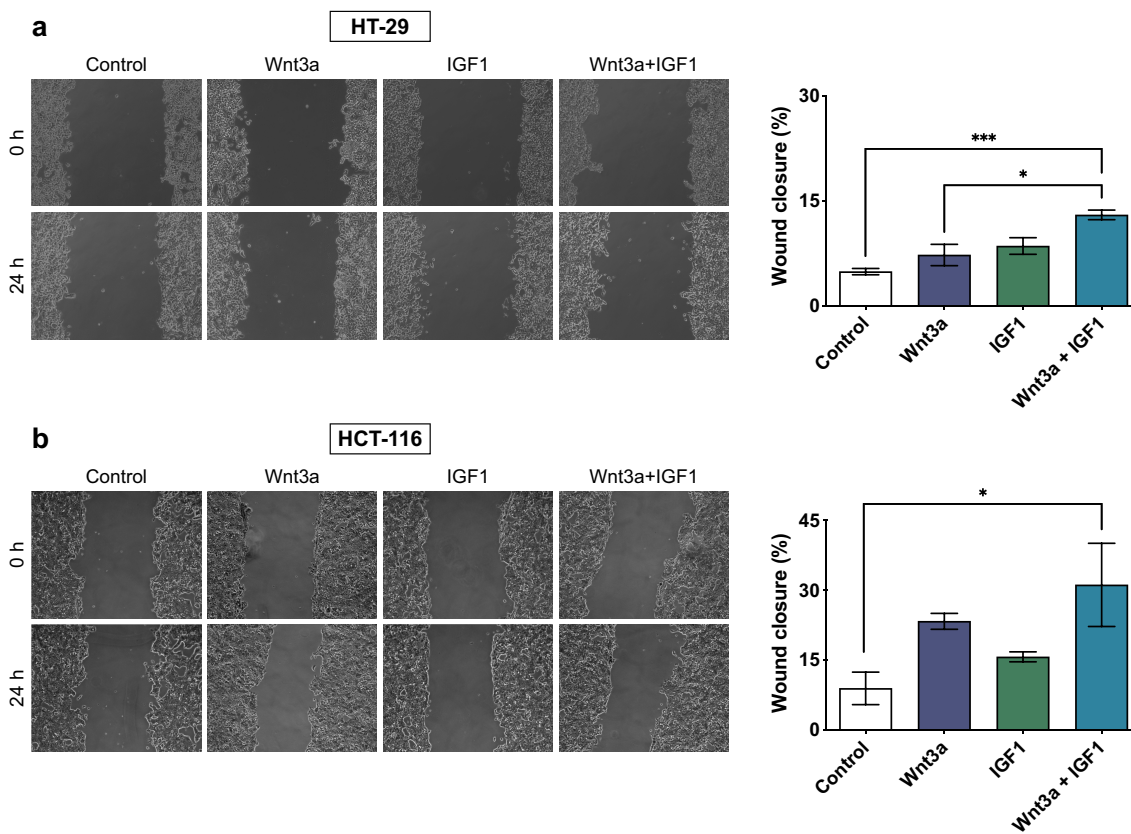 a
HT-29
Control Wnt3a IGF1 Wnt3a+IGF1
0 h
24 h
Wound closure (%)
30
15
0
***
*
Control
Wnt3a
IGF1
Wnt3a + IGF1
b
HCT-116
Control Wnt3a IGF1 Wnt3a+IGF1
0 h
24 h
Wound closure (%)
45
30
15
0
*
Control
Wnt3a
IGF1
Wnt3a + IGF1